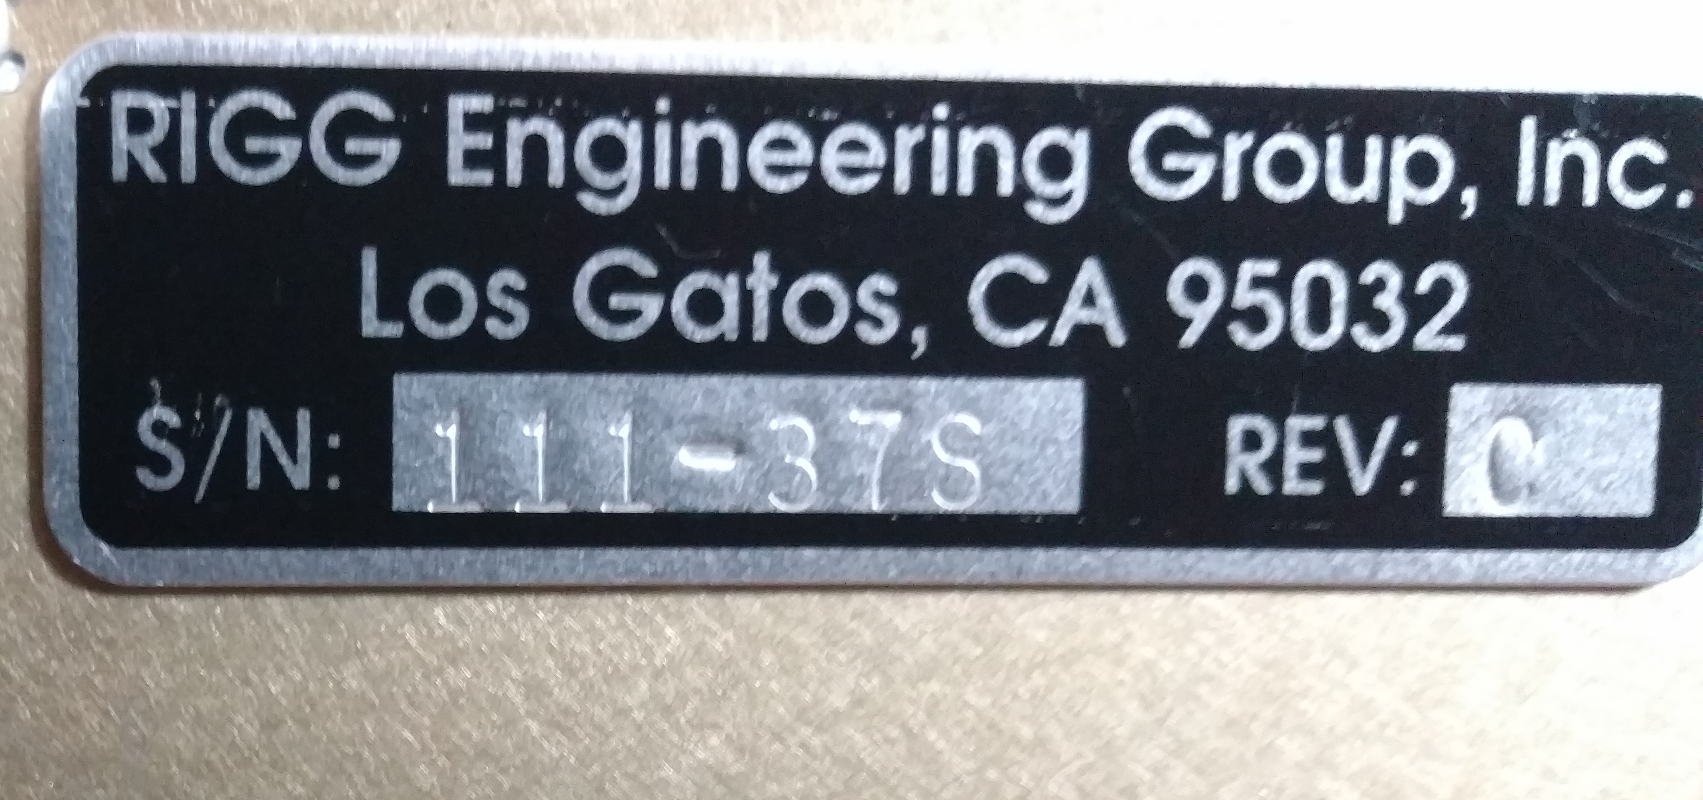 RIGG Engineering Group, Inc.
Los Gatos, CA 95032
S/N: 111-37S REV: C